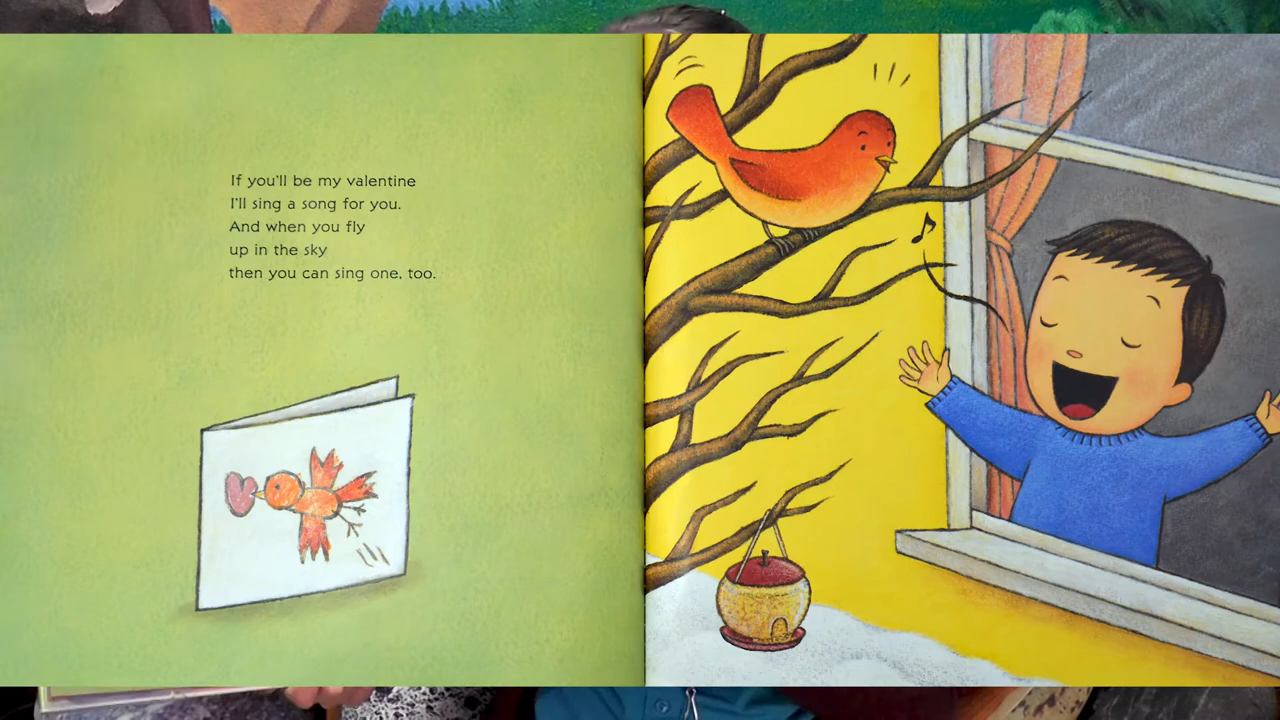 If you'll be my valentine
I'll sing a song for you.
And when you fly
up in the sky
then you can sing one, too.